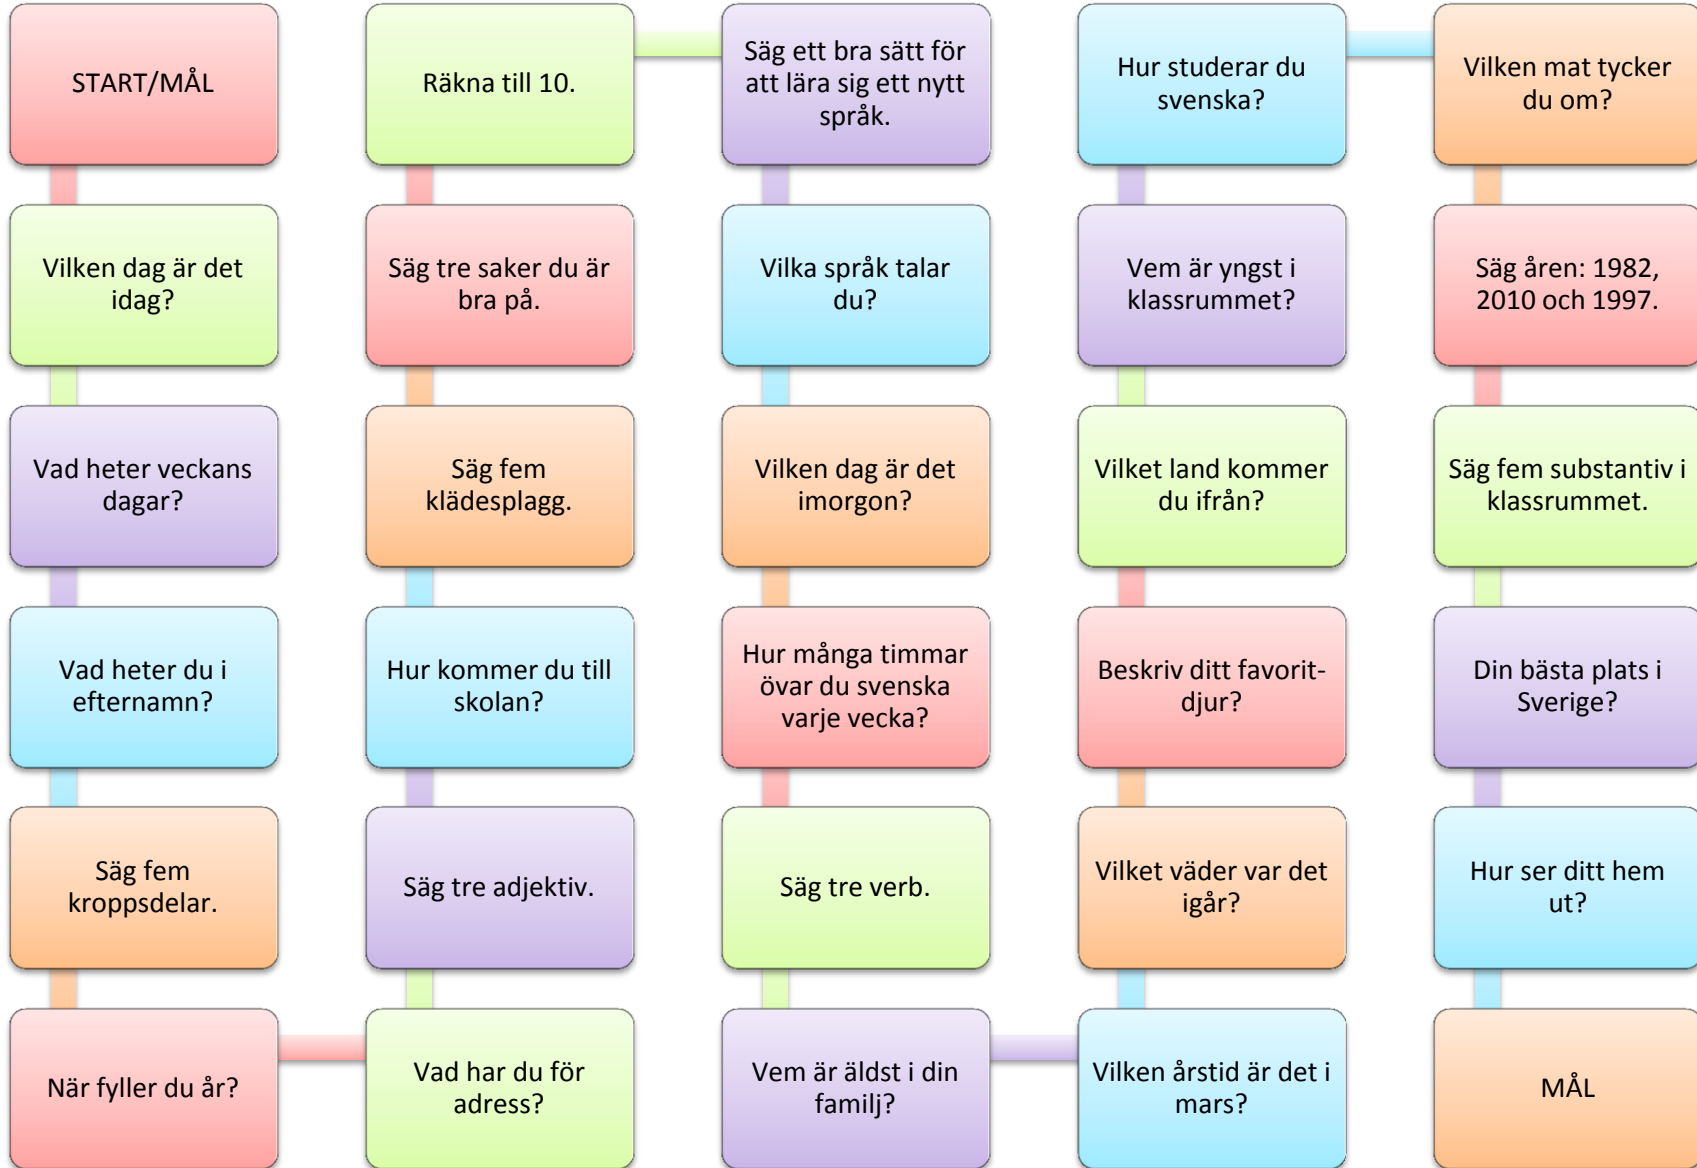 START/MÅL
Vilken dag är det
idag?
Vad heter veckans
dagar?
Vad heter du i
efternamn?
Säg fem
kroppsdelar.
När fyller du år?
Vad har du för
adress?
Säg tre adjektiv.
Hur kommer du till
skolan?
Säg fem
klädesplagg.
Säg tre saker du är
bra på.
Räkna till 10.
Säg ett bra sätt för
att lära sig ett nytt
språk.
Vilka språk talar
du?
Vilken dag är det
imorgon?
Hur många timmar
övar du svenska
varje vecka?
Säg tre verb.
Vem är äldst i din
familj?
Vilken årstid är det i
mars?
Vilket väder var det
igår?
Beskriv ditt favorit-
djur?
Vilket land kommer
du ifrån?
Vem är yngst i
klassrummet?
Hur studerar du
svenska?
Vilken mat tycker
du om?
Säg åren: 1982,
2010 och 1997.
Säg fem substantiv i
klassrummet.
Din bästa plats i
Sverige?
Hur ser ditt hem
ut?
MÅL